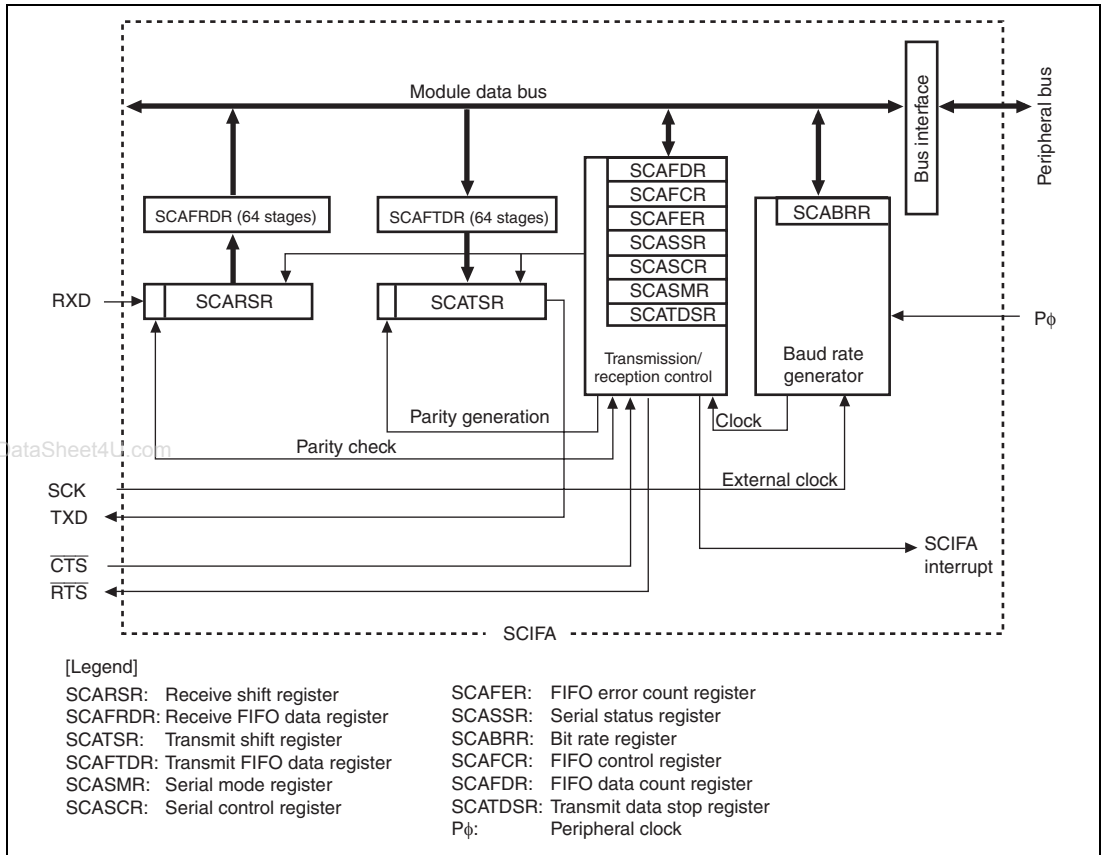 Module data bus
Bus interface
Peripheral bus
SCAFRDR (64 stages)
SCAFTDR (64 stages)
SCAFDR
SCAFCR
SCAFER
SCASSR
SCASCR
SCASMR
SCATDSR
Transmission/
reception control
SCABRR
Baud rate
generator
RXD
SCARSR
SCATSR
Pϕ
Parity generation
Clock
Parity check
DataSheet4U.com
SCK
External clock
TXD
CTS
RTS
SCIFA
interrupt
SCIFA
[Legend]
SCARSR: Receive shift register
SCAFRDR: Receive FIFO data register
SCATSR: Transmit shift register
SCAFTDR: Transmit FIFO data register
SCASMR: Serial mode register
SCASCR: Serial control register
SCAFER: FIFO error count register
SCASSR: Serial status register
SCABRR: Bit rate register
SCAFCR: FIFO control register
SCAFDR: FIFO data count register
SCATDSR: Transmit data stop register
Pϕ: Peripheral clock